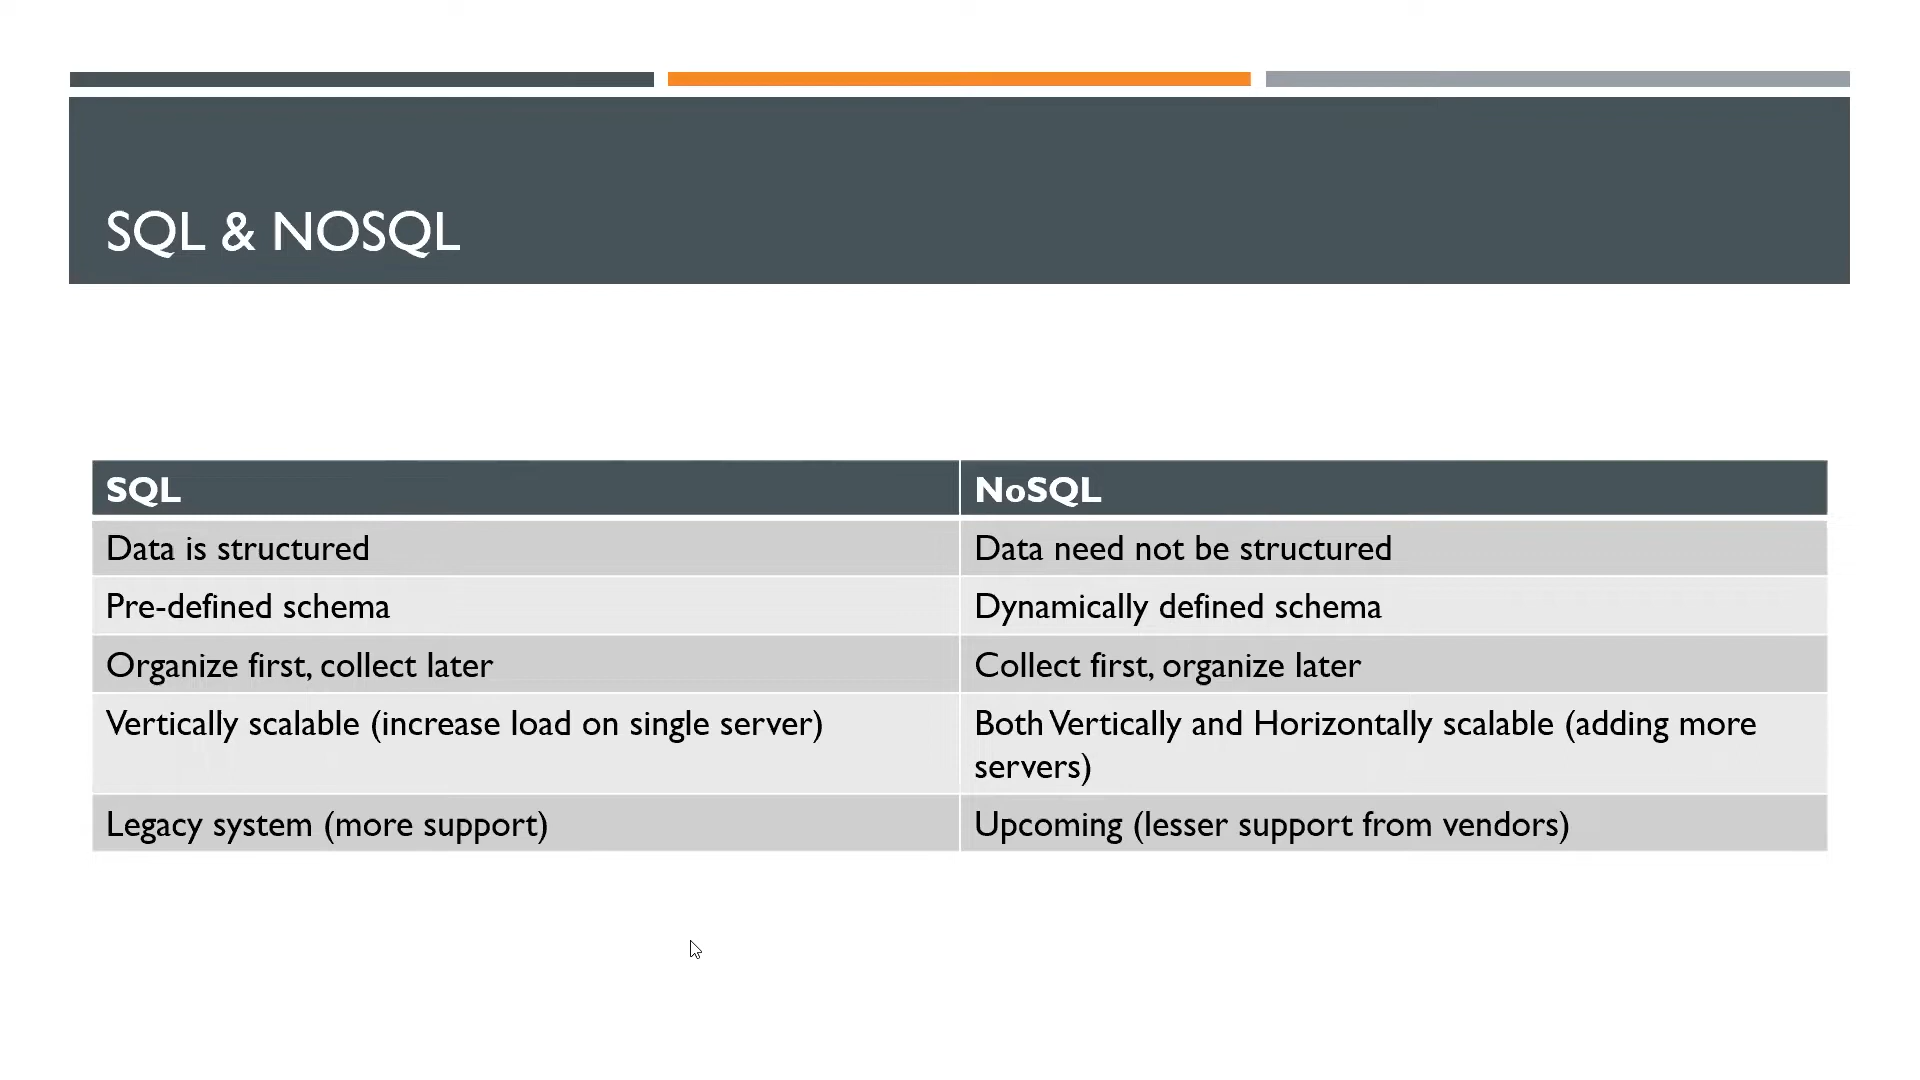 SQL & NOSQL
SQL
NoSQL
Data is structured
Data need not be structured
Pre-defined schema
Dynamically defined schema
Organize first, collect later
Collect first, organize later
Vertically scalable (increase load on single server)
Both Vertically and Horizontally scalable (adding more
servers)
Legacy system (more support)
Upcoming (lesser support from vendors)